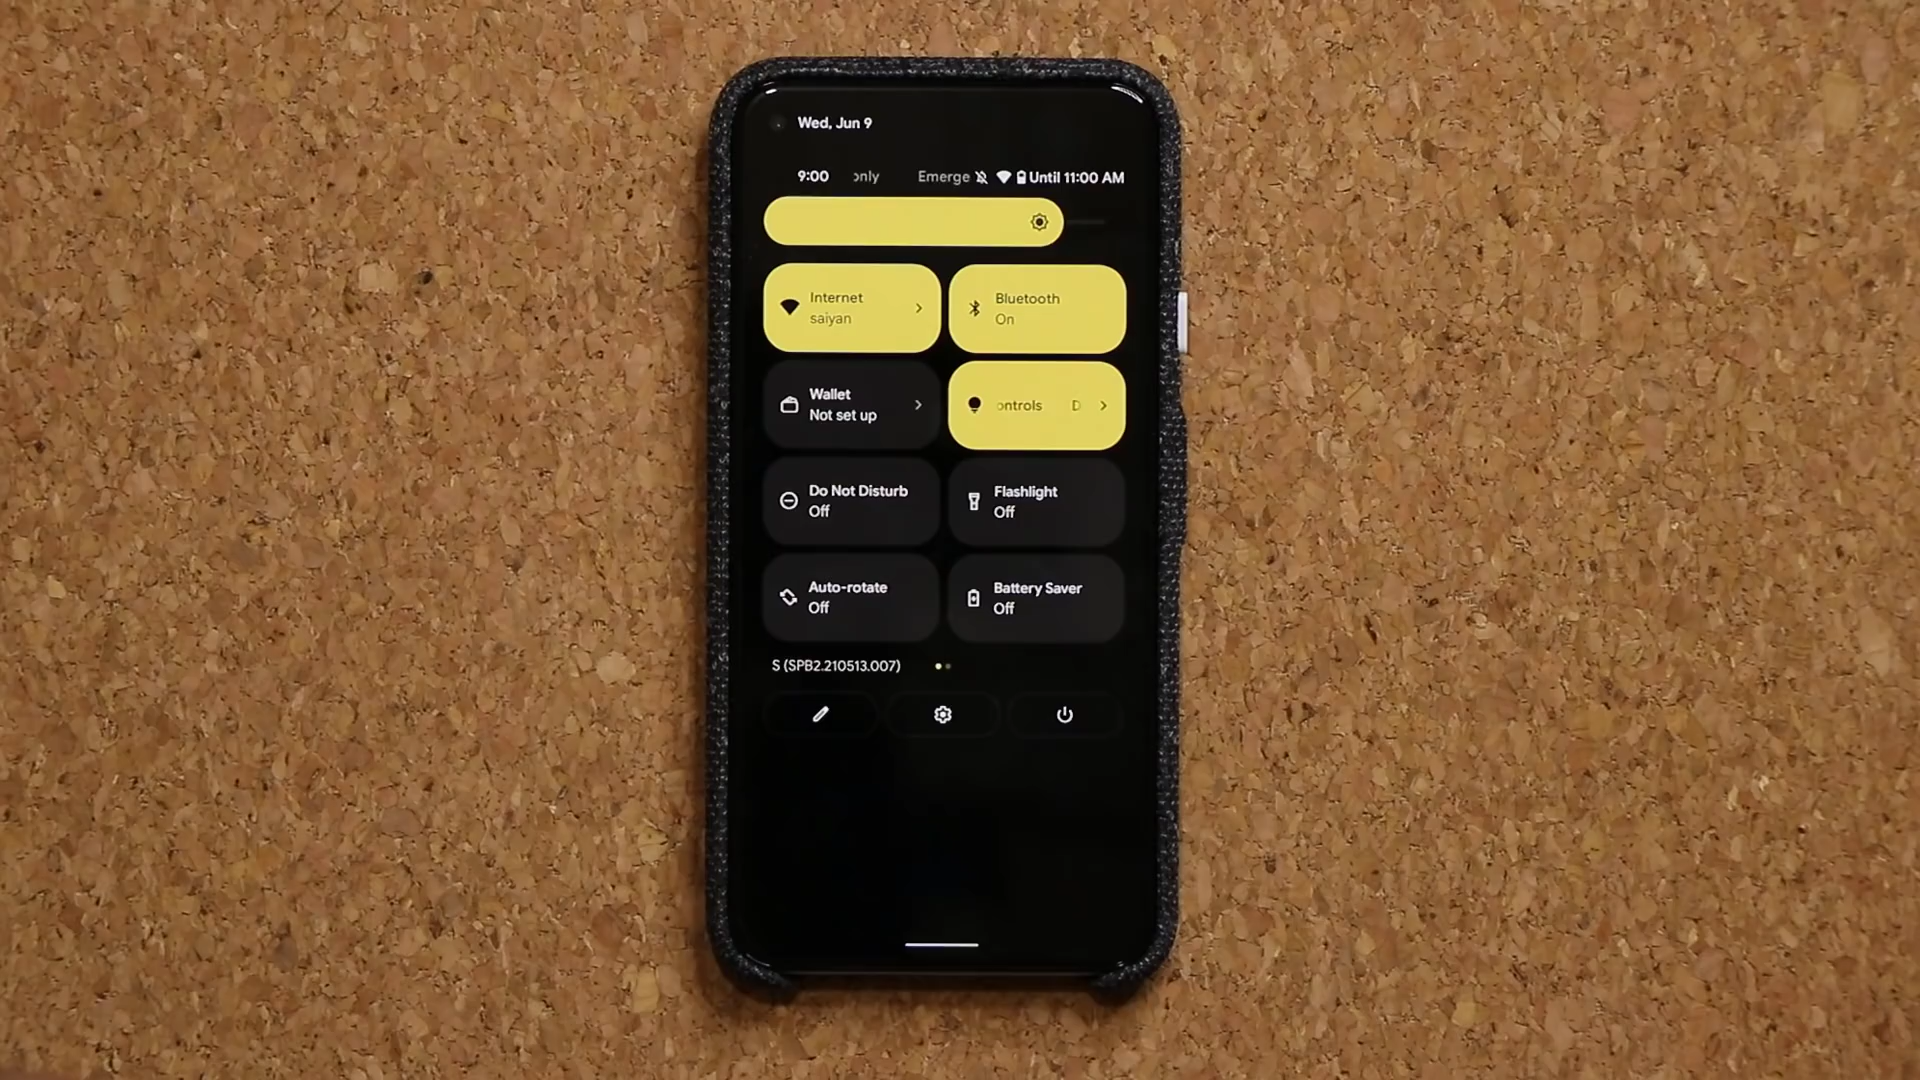 Wed, Jun 9
9:00 only Emerge Until 11:00 AM
Internet
saiyan
Bluetooth
On
Wallet
Not set up
ontrols D
Do Not Disturb
Off
Flashlight
Off
Auto-rotate
Off
Battery Saver
Off
S (SPB2.210513.007)